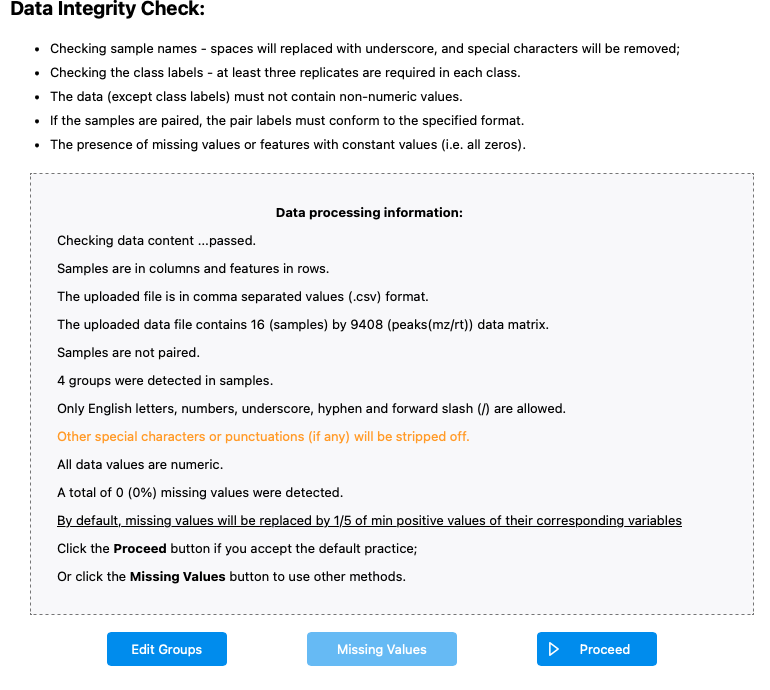 Data Integrity Check:
Checking sample names - spaces will replaced with underscore, and special characters will be removed;
Checking the class labels - at least three replicates are required in each class.
The data (except class labels) must not contain non-numeric values.
If the samples are paired, the pair labels must conform to the specified format.
The presence of missing values or features with constant values (i.e. all zeros).
Data processing information:
Checking data content ...passed.
Samples are in columns and features in rows.
The uploaded file is in comma separated values (.csv) format.
The uploaded data file contains 16 (samples) by 9408 (peaks(mz/rt)) data matrix.
Samples are not paired.
4 groups were detected in samples.
Only English letters, numbers, underscore, hyphen and forward slash (/) are allowed.
Other special characters or punctuations (if any) will be stripped off.
All data values are numeric.
A total of 0 (0%) missing values were detected.
By default, missing values will be replaced by 1/5 of min positive values of their corresponding variables
Click the Proceed button if you accept the default practice;
Or click the Missing Values button to use other methods.
Edit Groups Missing Values Proceed